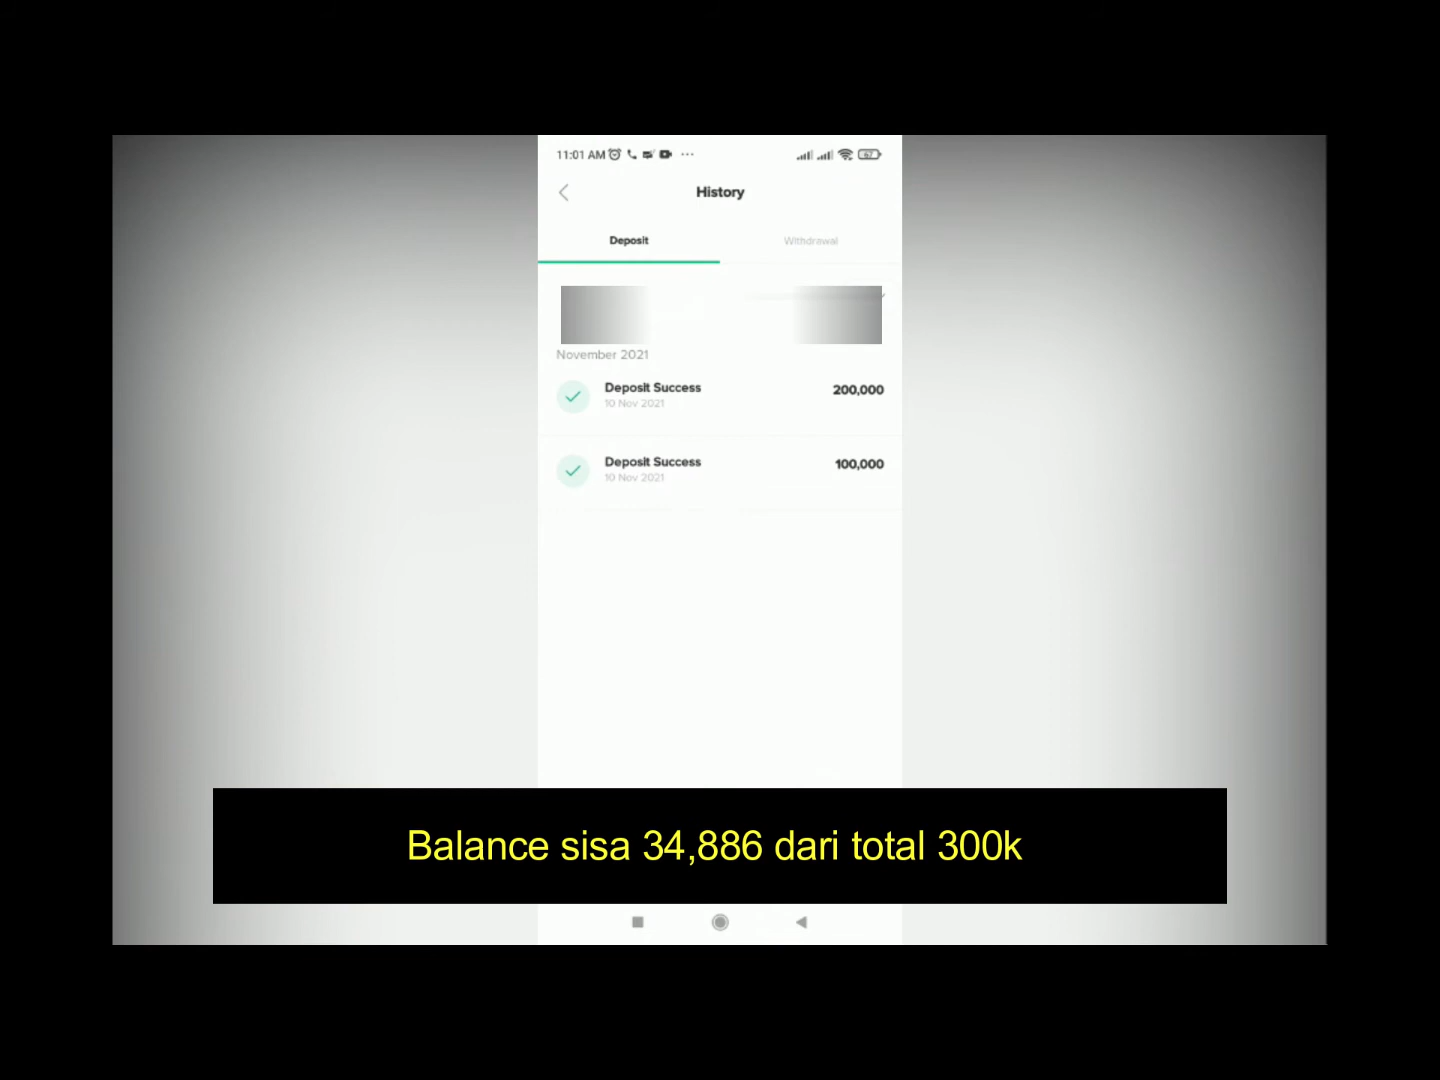 11:01 AM
67
History
Deposit
Withdrawal
November 2021
Deposit Success
200,000
10 Nov 2021
Deposit Success
100,000
10 Nov 2021
Balance sisa 34,886 dari total 300k